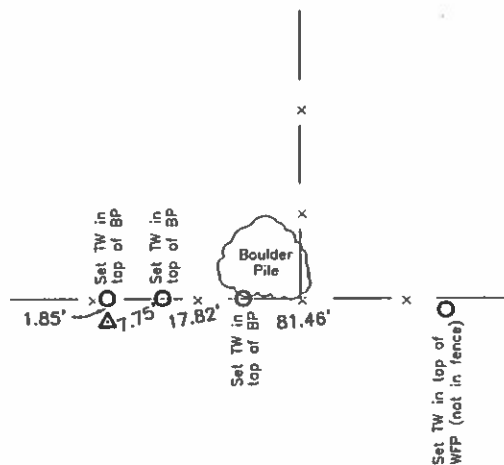 Set TW in
top of BP
Set TW in
top of BP
Boulder
Pile
1.85'
7.75'
17.82'
81.46'
Set TW in
top of BP
Set TW in top of
WFP (not in fence)